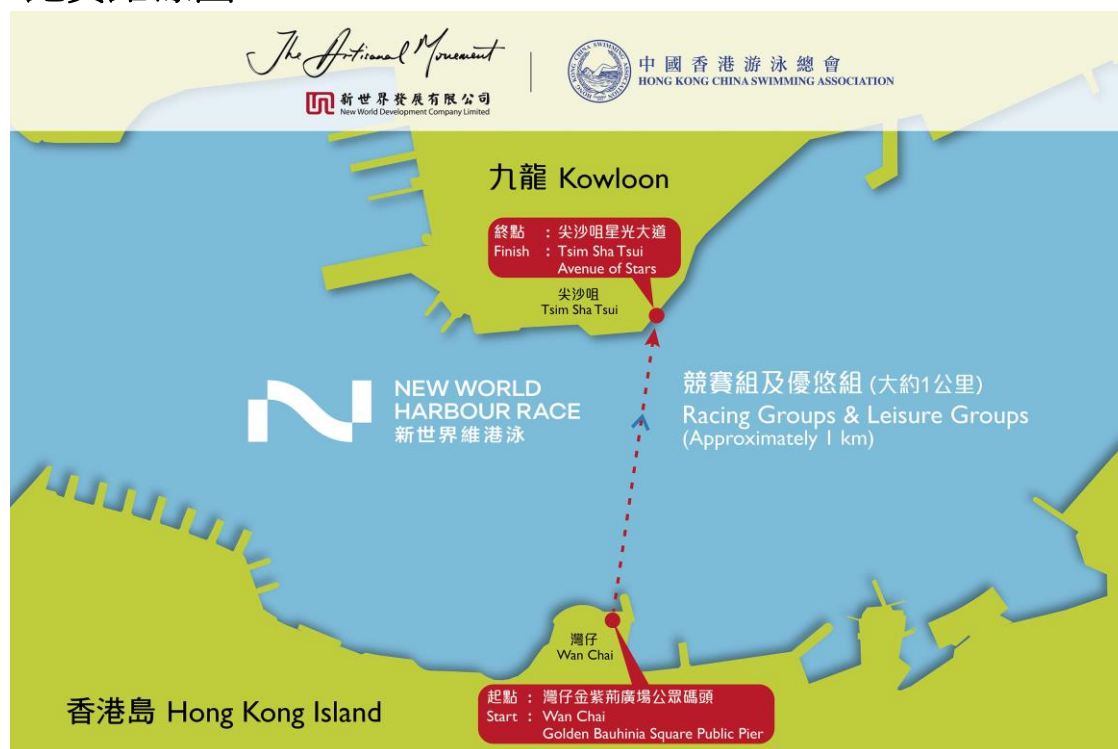 The Artisanal Movement
新世界發展有限公司
New World Development Company Limited
HONG KONG CHINA SWIMMING ASSOCIATION
中國香港游泳總會
HONG KONG CHINA SWIMMING ASSOCIATION
九龍 Kowloon
終點 : 尖沙咀星光大道
Finish : Tsim Sha Tsui
Avenue of Stars
尖沙咀
Tsim Sha Tsui
NEW WORLD
HARBOUR RACE
新世界維港泳
競賽組及優悠組 (大約1公里)
Racing Groups & Leisure Groups
(Approximately 1 km)
灣仔
Wan Chai
起點 : 灣仔金紫荊廣場公眾碼頭
Start : Wan Chai
Golden Bauhinia Square Public Pier
香港島 Hong Kong Island